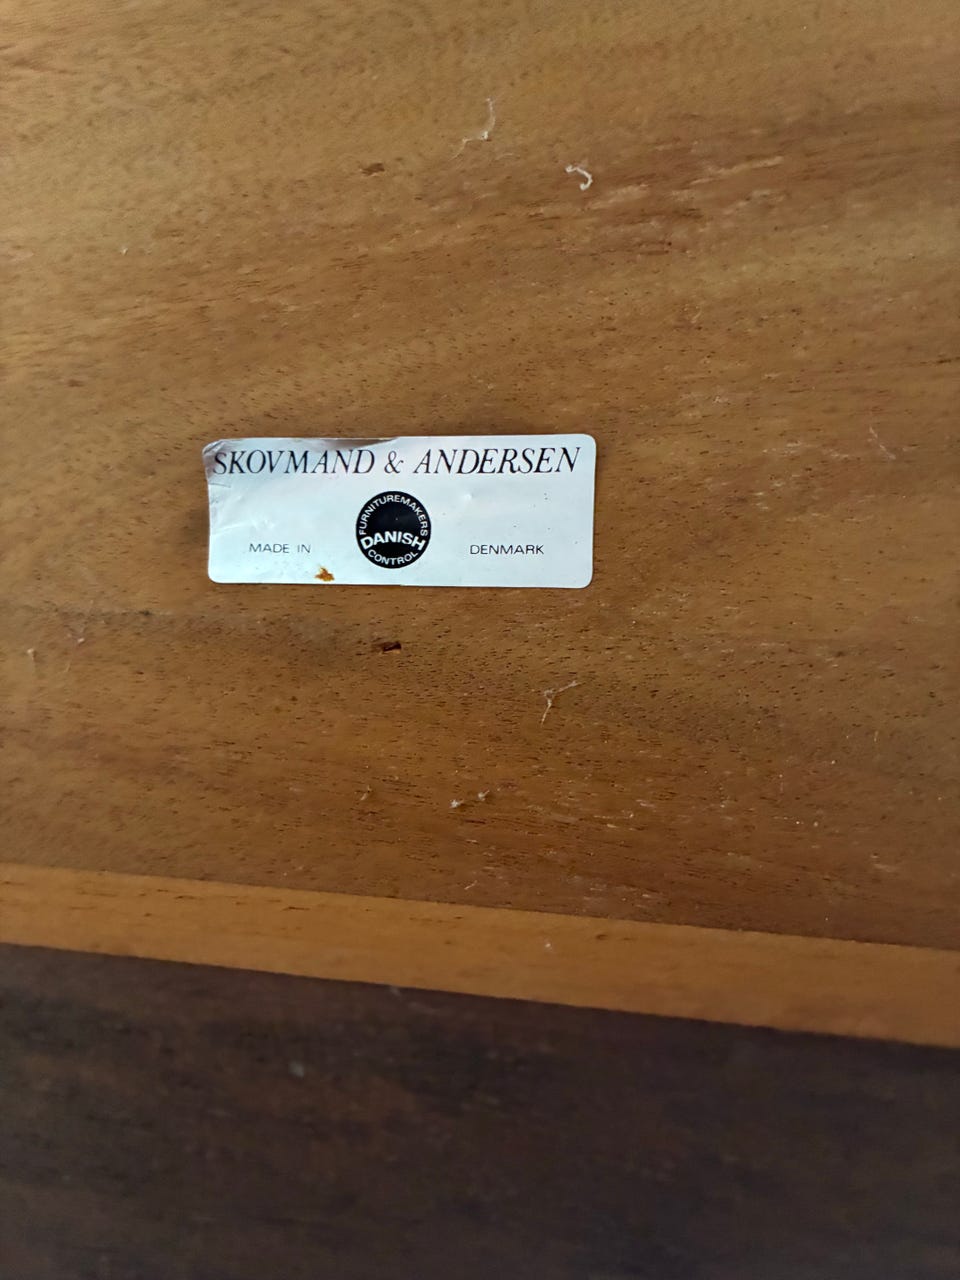 SKOVMAND & ANDERSEN
FURNITUREMAKERS
DANISH
CONTROL
MADE IN
DENMARK